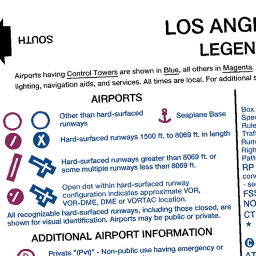 LOS ANG
SOUTH
LEGEN
Airports having Control Towers are shown in Blue, all others in Magenta.
lighting, navigation aids, and services. All times are local. For additional
AIRPORTS
Other than hard-surfaced
runways
Seaplane Base
Hard-surfaced runways 1500 ft. to 8069 ft. in length
Hard-surfaced runways greater than 8069 ft. or
some multiple runways less than 8069 ft.
Open dot within hard-surfaced runway
configuration indicates approximate VOR,
VOR-DME, DME or VORTAC location.
All recognizable hard-surfaced runways, including those closed, are
shown for visual identification. Airports may be public or private.
ADDITIONAL AIRPORT INFORMATION
Private "(Pvt)" - Non-public use having emergency or
Box
Spe
Rule
Traf
Run
Righ
Patt
RP
FSS
NO
CT
C